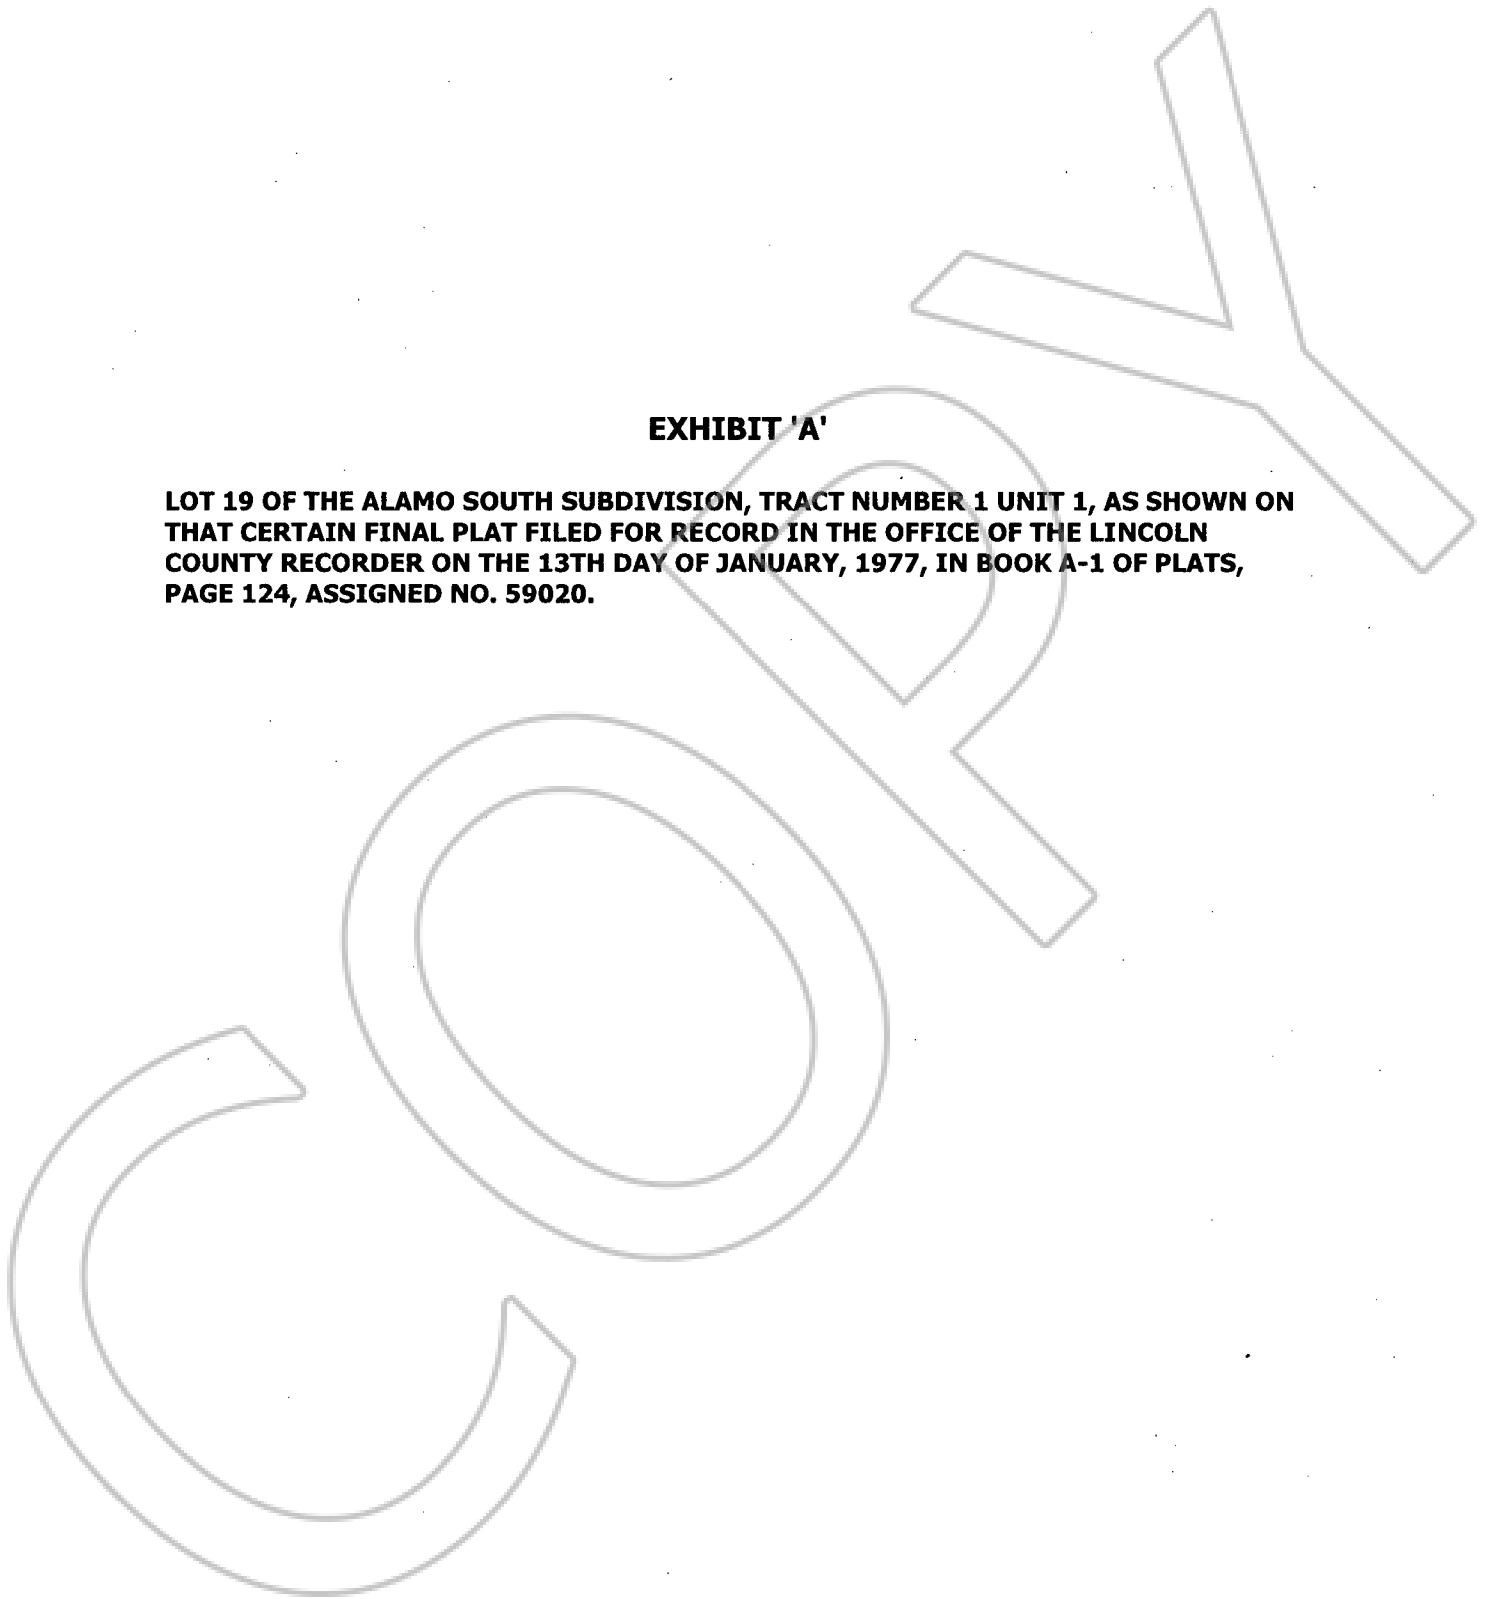 EXHIBIT 'A'
LOT 19 OF THE ALAMO SOUTH SUBDIVISION, TRACT NUMBER 1 UNIT 1, AS SHOWN ON
THAT CERTAIN FINAL PLAT FILED FOR RECORD IN THE OFFICE OF THE LINCOLN
COUNTY RECORDER ON THE 13TH DAY OF JANUARY, 1977, IN BOOK A-1 OF PLATS,
PAGE 124, ASSIGNED NO. 59020.
COPY